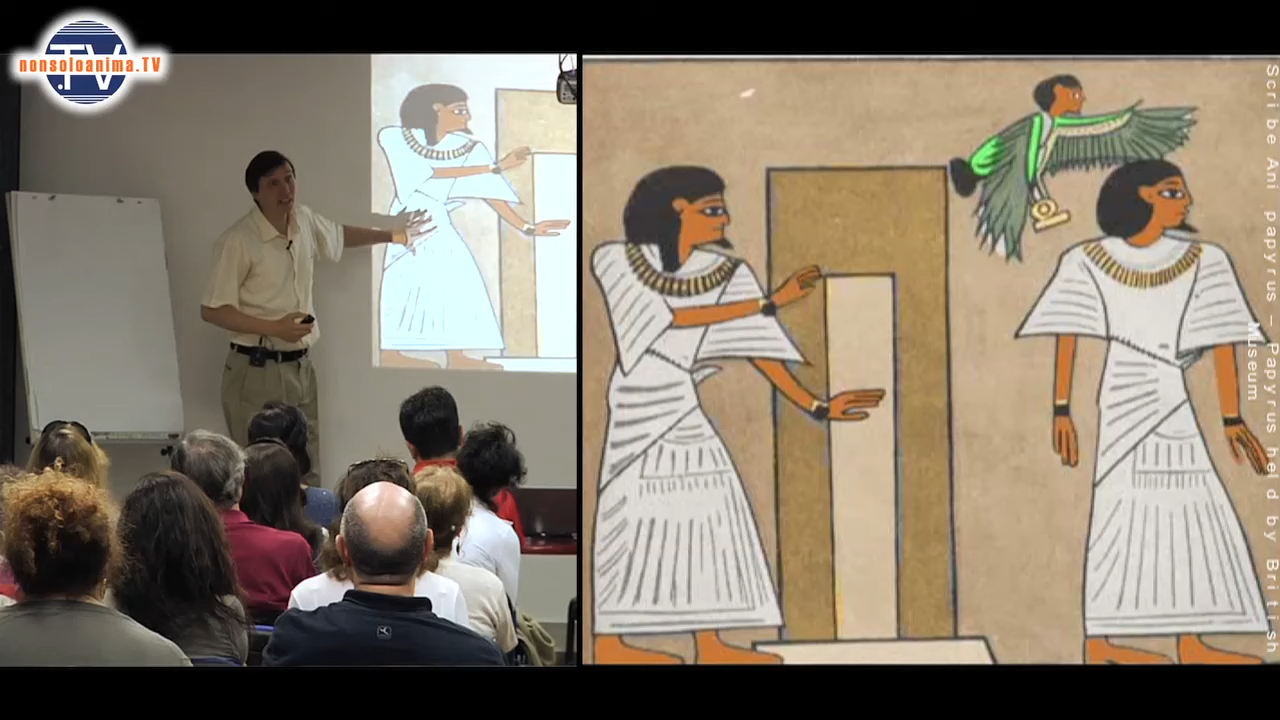 .TV
nonsoloanima.TV
Scribe Ani papyrus – Papyrus held by British
Museum